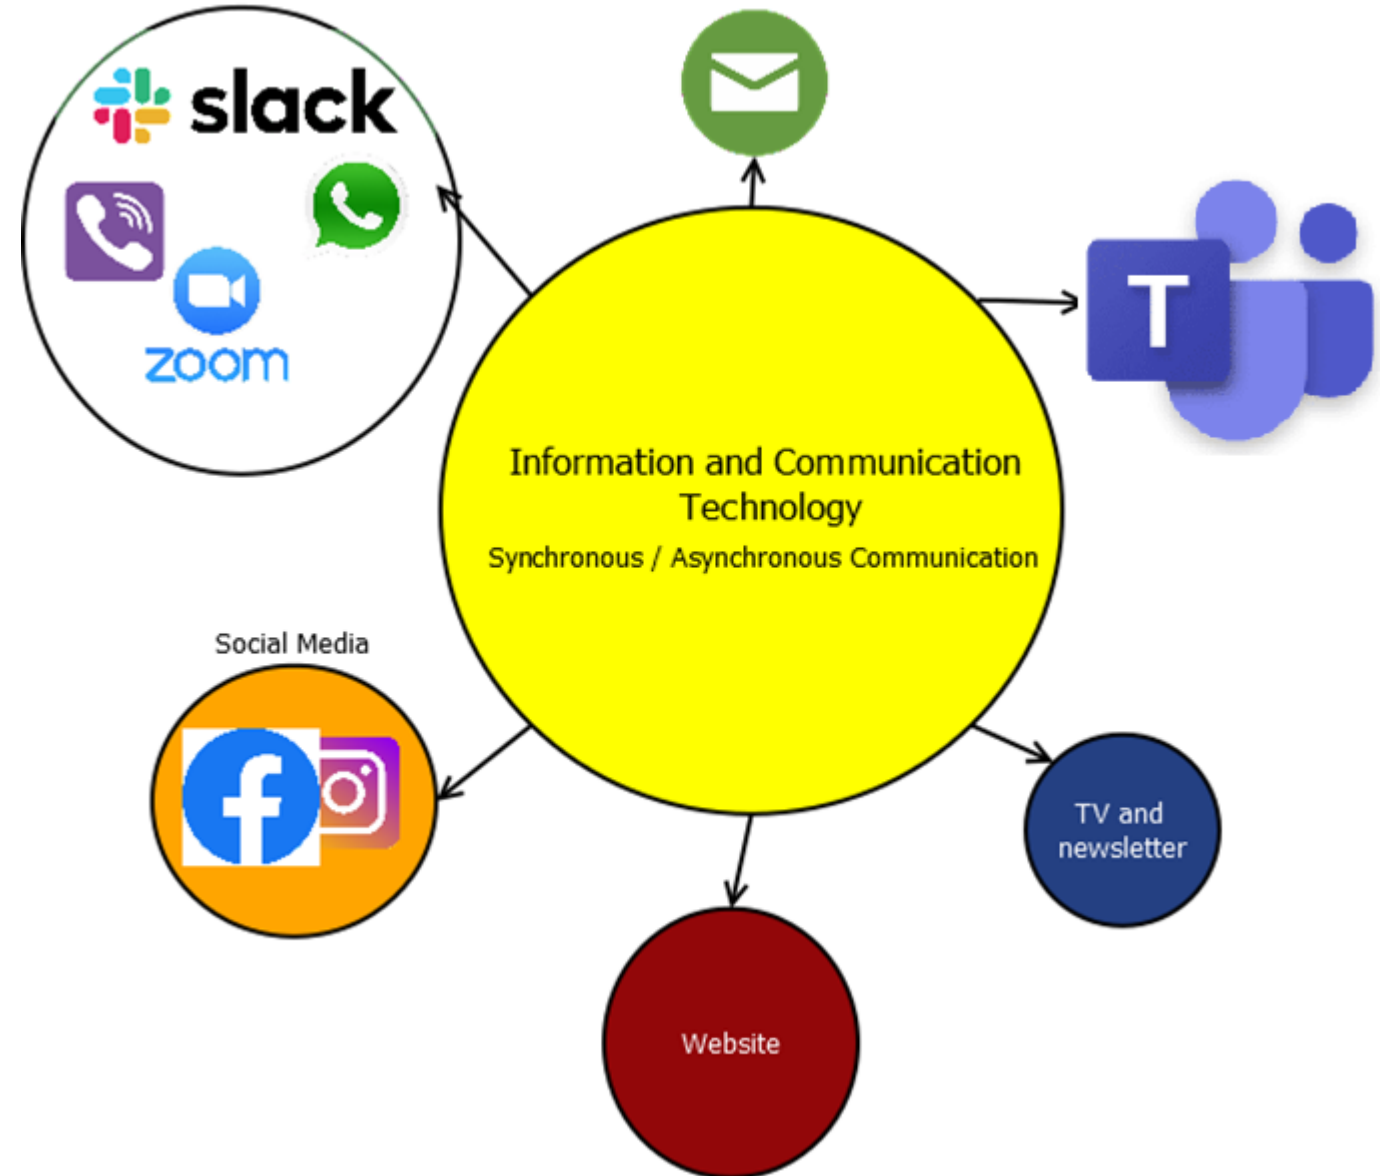 slack
zoom
T
Information and Communication
Technology
Synchronous / Asynchronous Communication
Social Media
f
TV and
newsletter
Website